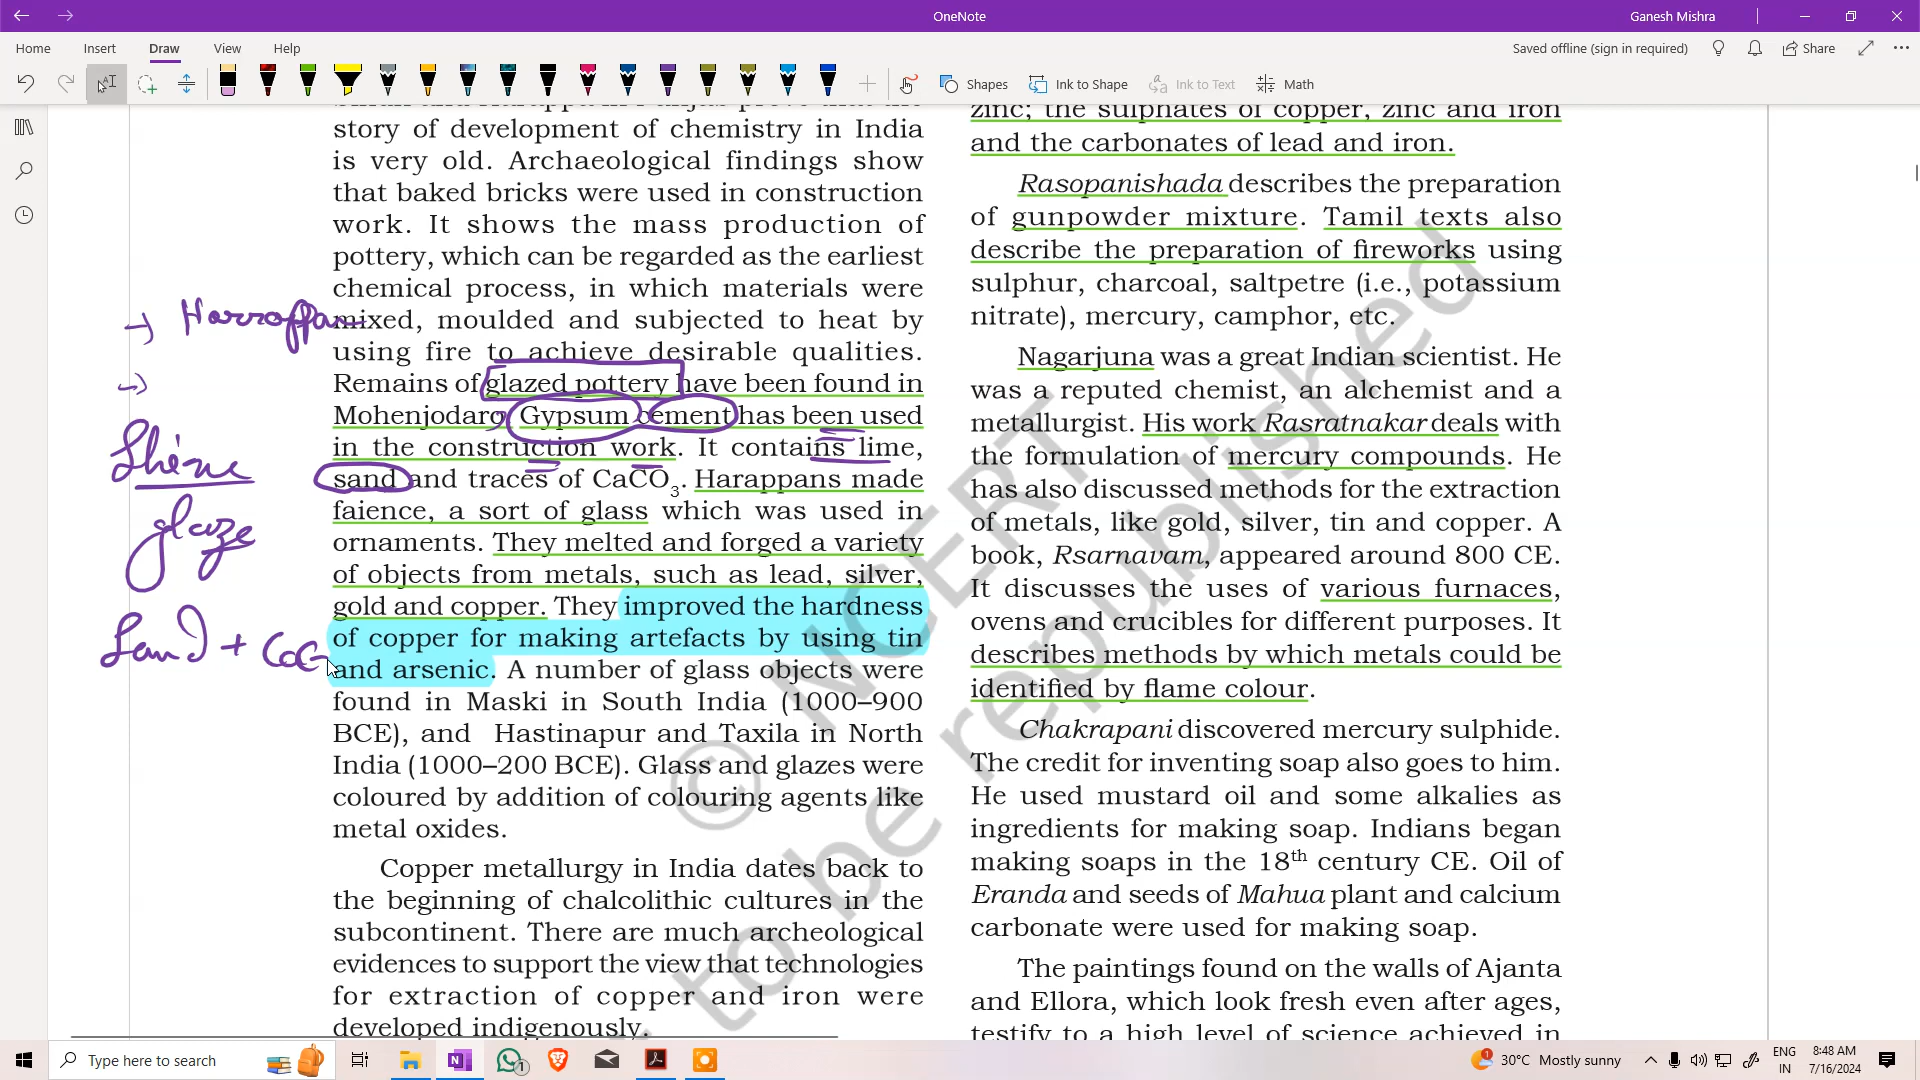 OneNote
Ganesh Mishra
Home Insert Draw View Help
Saved offline (sign in required)
Share
Shapes
Ink to Shape
Ink to Text
Math
story of development of chemistry in India
is very old. Archaeological findings show
that baked bricks were used in construction
work. It shows the mass production of
pottery, which can be regarded as the earliest
chemical process, in which materials were
mixed, moulded and subjected to heat by
using fire to achieve desirable qualities.
Remains of glazed pottery have been found in
Mohenjodaro. Gypsum cement has been used
in the construction work. It contains lime,
sand and traces of CaCO3. Harappans made
faience, a sort of glass which was used in
ornaments. They melted and forged a variety
of objects from metals, such as lead, silver,
gold and copper. They improved the hardness
of copper for making artefacts by using tin
and arsenic. A number of glass objects were
found in Maski in South India (1000–900
BCE), and Hastinapur and Taxila in North
India (1000–200 BCE). Glass and glazes were
coloured by addition of colouring agents like
metal oxides.
Copper metallurgy in India dates back to
the beginning of chalcolithic cultures in the
subcontinent. There are much archeological
evidences to support the view that technologies
for extraction of copper and iron were
developed indigenously.
→
→
Shine
glaze
Sand +
zinc; the sulphates of copper, zinc and iron
and the carbonates of lead and iron.
Rasopanishada describes the preparation
of gunpowder mixture. Tamil texts also
describe the preparation of fireworks using
sulphur, charcoal, saltpetre (i.e., potassium
nitrate), mercury, camphor, etc.
Nagarjuna was a great Indian scientist. He
was a reputed chemist, an alchemist and a
metallurgist. His work Rasratnakar deals with
the formulation of mercury compounds. He
has also discussed methods for the extraction
of metals, like gold, silver, tin and copper. A
book, Rsarnavam, appeared around 800 CE.
It discusses the uses of various furnaces,
ovens and crucibles for different purposes. It
describes methods by which metals could be
identified by flame colour.
Chakrapani discovered mercury sulphide.
The credit for inventing soap also goes to him.
He used mustard oil and some alkalies as
ingredients for making soap. Indians began
making soaps in the 18th century CE. Oil of
Eranda and seeds of Mahua plant and calcium
carbonate were used for making soap.
The paintings found on the walls of Ajanta
and Ellora, which look fresh even after ages,
testify to a high level of science achieved in
© NCERT
to be republished
Type here to search
1
1
30°C Mostly sunny
ENG
IN
8:48 AM
7/16/2024